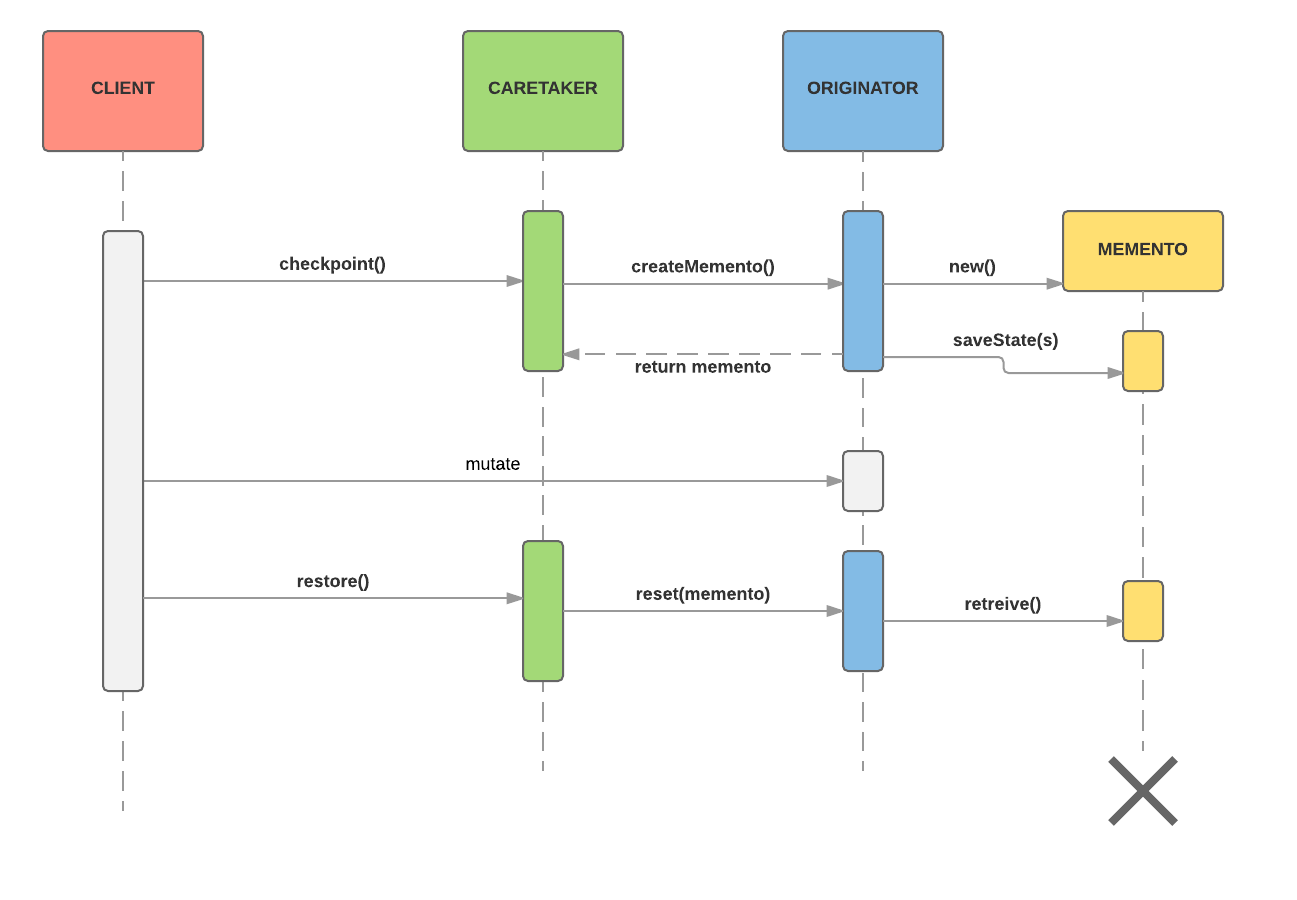 CLIENT
CARETAKER
ORIGINATOR
MEMENTO
checkpoint()
createMemento()
new()
saveState(s)
return memento
mutate
restore()
reset(memento)
retreive()